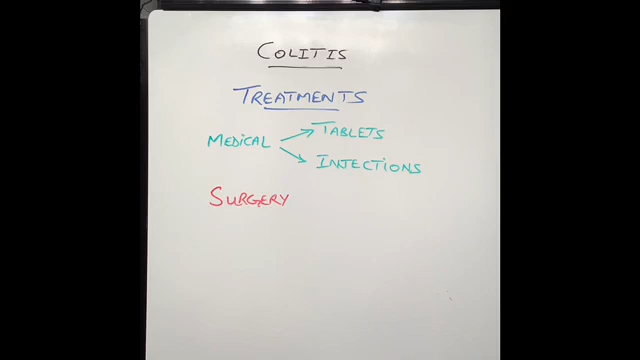 COLITIS
TREATMENTS
MEDICAL
TABLETS
INJECTIONS
SURGERY